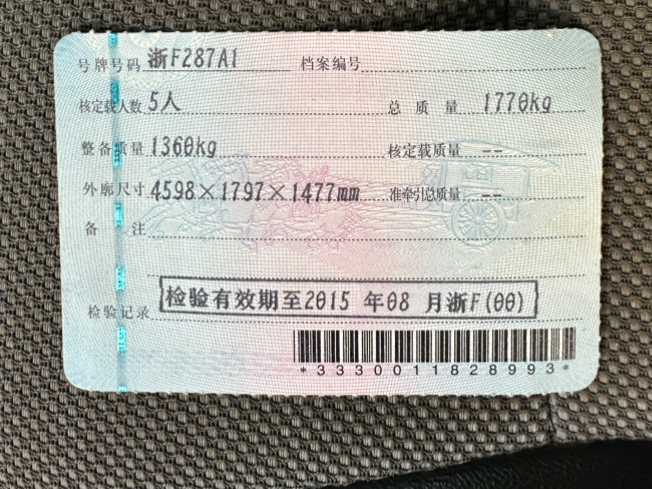 号牌号码 浙F287A1 档案编号
核定载人数 5人 总质量 1770kg
整备质量 1360kg 核定载质量 --
外廓尺寸 4598×1797×1477mm 准牵引总质量 --
备注
检验记录 检验有效期至2015 年08 月浙F(00)
*3330011828993*